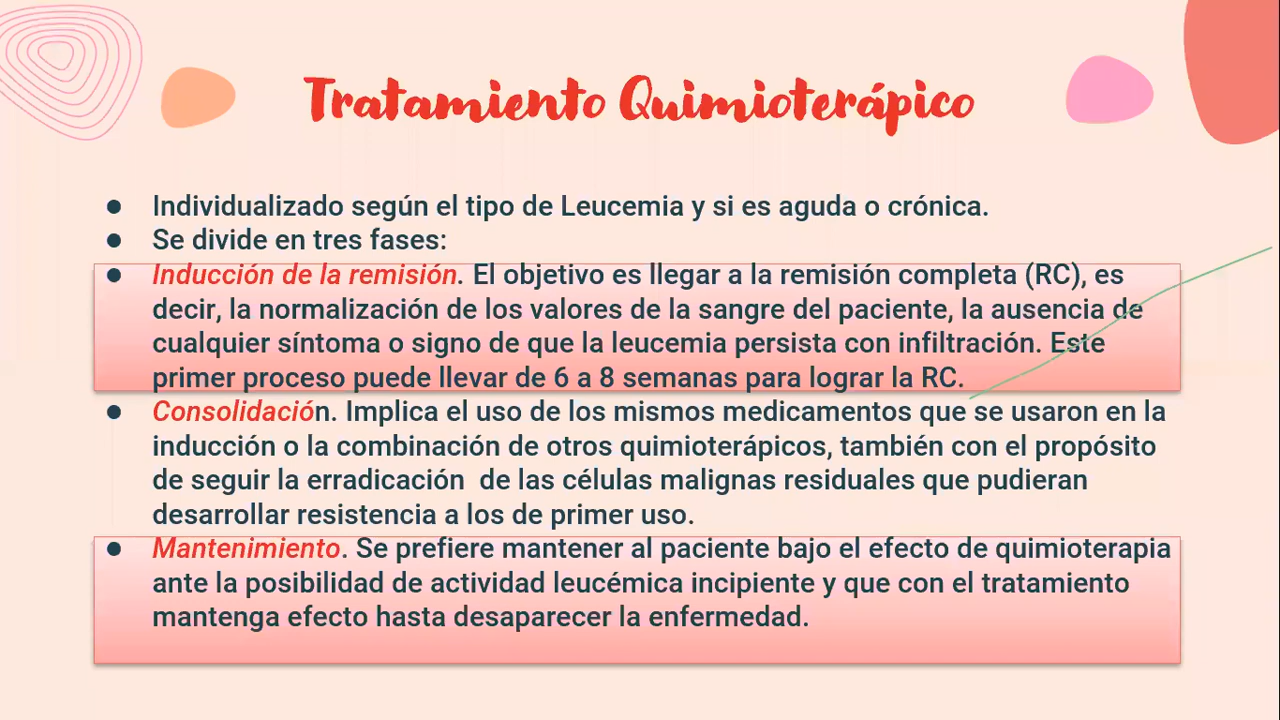 Tratamiento Quimioterápico
● Individualizado según el tipo de Leucemia y si es aguda o crónica.
● Se divide en tres fases:
● Inducción de la remisión. El objetivo es llegar a la remisión completa (RC), es
decir, la normalización de los valores de la sangre del paciente, la ausencia de
cualquier síntoma o signo de que la leucemia persista con infiltración. Este
primer proceso puede llevar de 6 a 8 semanas para lograr la RC.
● Consolidación. Implica el uso de los mismos medicamentos que se usaron en la
inducción o la combinación de otros quimioterápicos, también con el propósito
de seguir la erradicación  de las células malignas residuales que pudieran
desarrollar resistencia a los de primer uso.
● Mantenimiento. Se prefiere mantener al paciente bajo el efecto de quimioterapia
ante la posibilidad de actividad leucémica incipiente y que con el tratamiento
mantenga efecto hasta desaparecer la enfermedad.